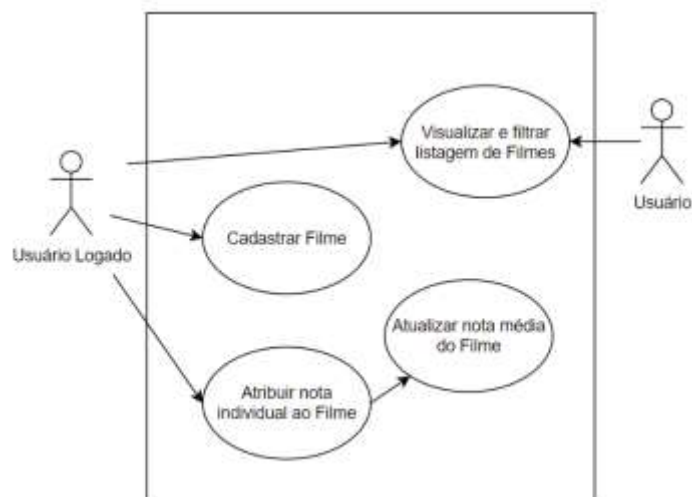 Visualizar e filtrar
listagem de Filmes
Usuário
Usuário Logado
Cadastrar Filme
Atualizar nota média
do Filme
Atribuir nota
individual ao Filme